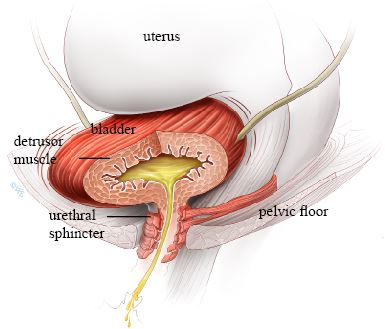 uterus
bladder
detrusor
muscle
urethral
sphincter
pelvic floor